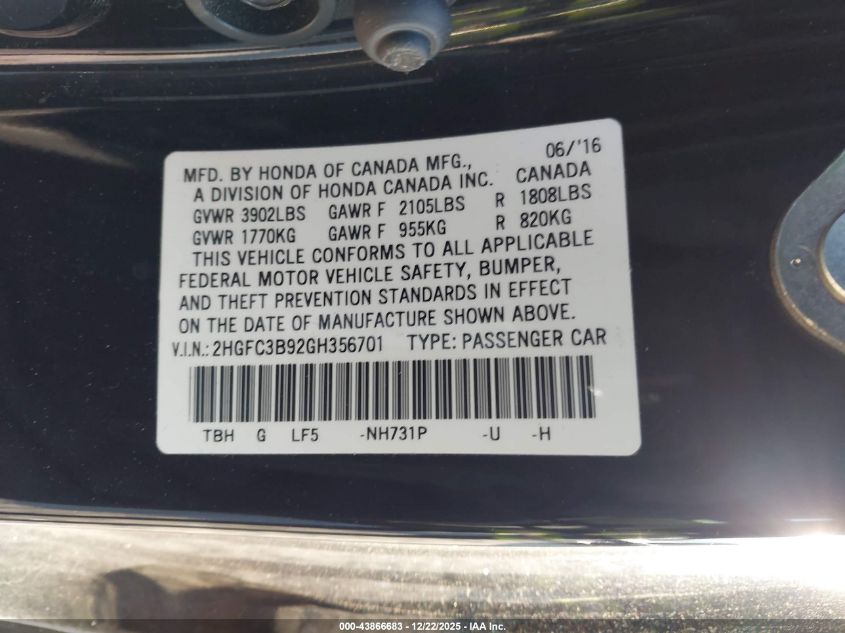 06/'16
MFD. BY HONDA OF CANADA MFG., CANADA
A DIVISION OF HONDA CANADA INC.
GVWR 3902LBS GAWR F 2105LBS R 1808LBS
GVWR 1770KG GAWR F 955KG R 820KG
THIS VEHICLE CONFORMS TO ALL APPLICABLE
FEDERAL MOTOR VEHICLE SAFETY, BUMPER,
AND THEFT PREVENTION STANDARDS IN EFFECT
ON THE DATE OF MANUFACTURE SHOWN ABOVE.
V.I.N.: 2HGFC3B92GH356701 TYPE: PASSENGER CAR
TBH G LF5 -NH731P -U -H
000-43866683 - 12/22/2025 - IAA Inc.